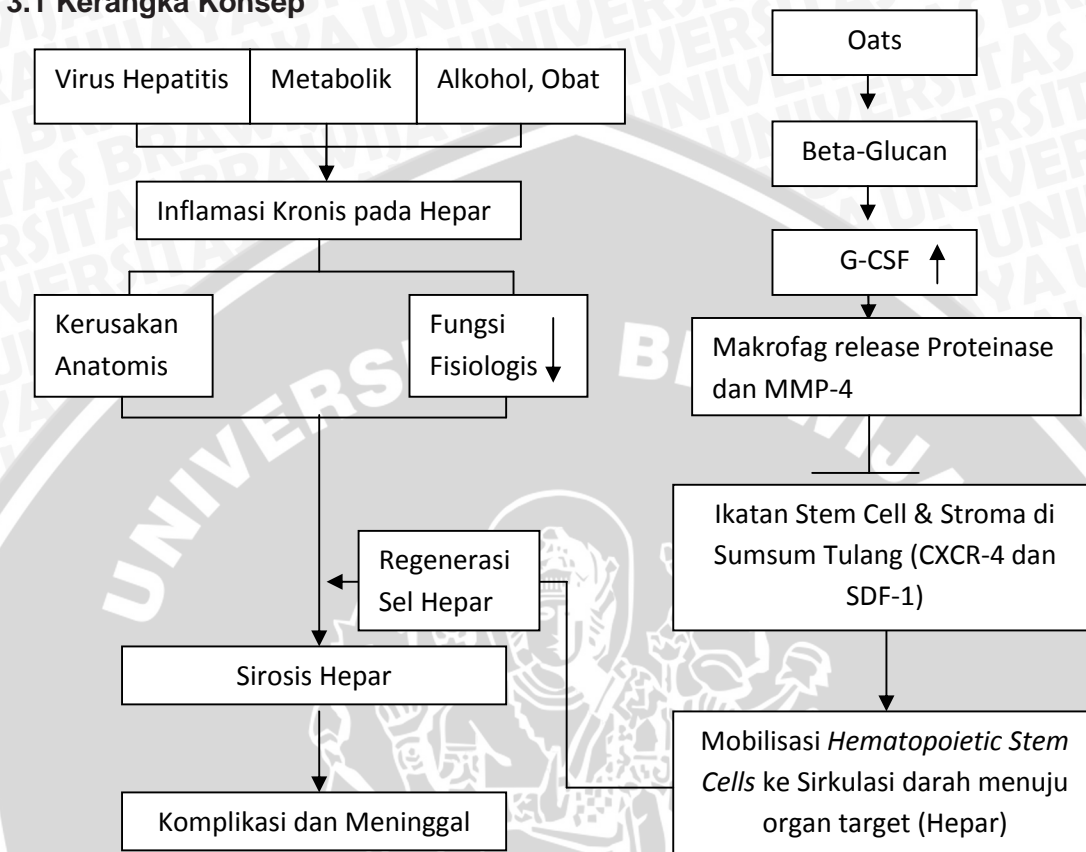 3.1 Kerangka Konsep
Virus Hepatitis
Metabolik
Alkohol, Obat
Inflamasi Kronis pada Hepar
Kerusakan
Anatomis
Fungsi
Fisiologis
Regenerasi
Sel Hepar
Sirosis Hepar
Komplikasi dan Meninggal
Oats
Beta-Glucan
G-CSF
Makrofag release Proteinase
dan MMP-4
Ikatan Stem Cell & Stroma di
Sumsum Tulang (CXCR-4 dan
SDF-1)
Mobilisasi Hematopoietic Stem
Cells ke Sirkulasi darah menuju
organ target (Hepar)